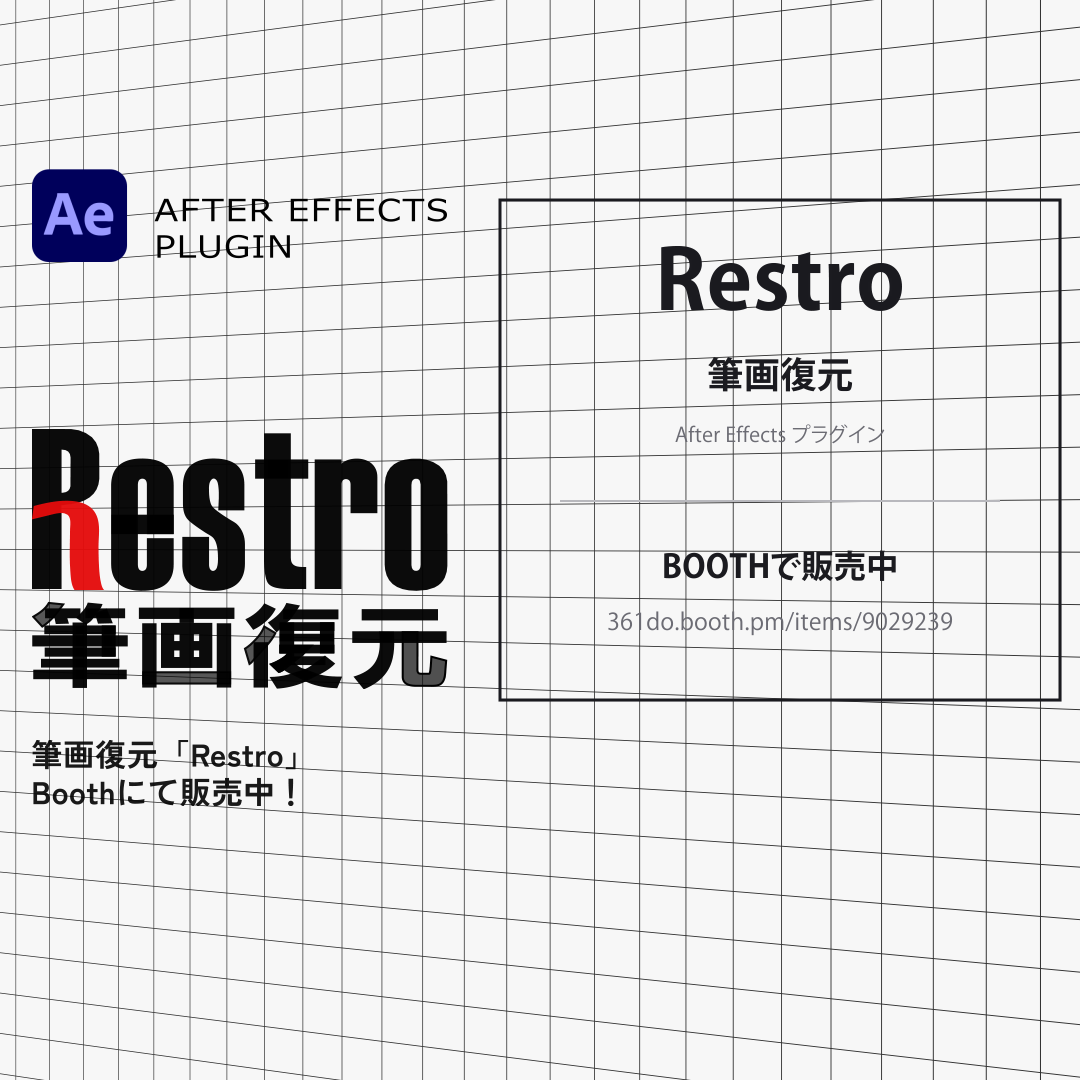 Ae
AFTER EFFECTS
PLUGIN
Restro
筆画復元
筆画復元「Restro」
Boothにて販売中！
Restro
筆画復元
After Effects プラグイン
BOOTHで販売中
361do.booth.pm/items/9029239